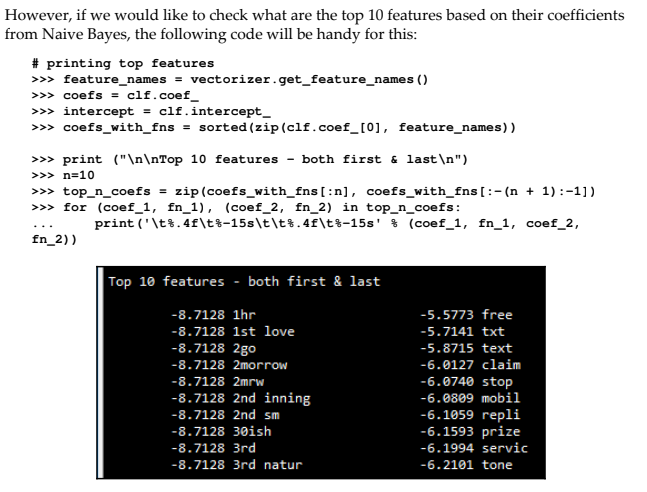 However, if we would like to check what are the top 10 features based on their coefficients
from Naive Bayes, the following code will be handy for this:
# printing top features
>>> feature_names = vectorizer.get_feature_names()
>>> coefs = clf.coef_
>>> intercept = clf.intercept_
>>> coefs_with_fns = sorted(zip(clf.coef_[0], feature_names))
>>> print ("\n\nTop 10 features - both first & last\n")
>>> n=10
>>> top_n_coefs = zip(coefs_with_fns[:n], coefs_with_fns[:-(n + 1):-1])
>>> for (coef_1, fn_1), (coef_2, fn_2) in top_n_coefs:
...     print('\t%.4f\t%-15s\t\t%.4f\t%-15s' % (coef_1, fn_1, coef_2,
fn_2))
Top 10 features - both first & last
-8.7128 1hr -5.5773 free
-8.7128 1st love -5.7141 txt
-8.7128 2go -5.8715 text
-8.7128 2morrow -6.0127 claim
-8.7128 2mrw -6.0740 stop
-8.7128 2nd inning -6.0809 mobil
-8.7128 2nd sm -6.1059 repli
-8.7128 30ish -6.1593 prize
-8.7128 3rd -6.1994 servic
-8.7128 3rd natur -6.2101 tone